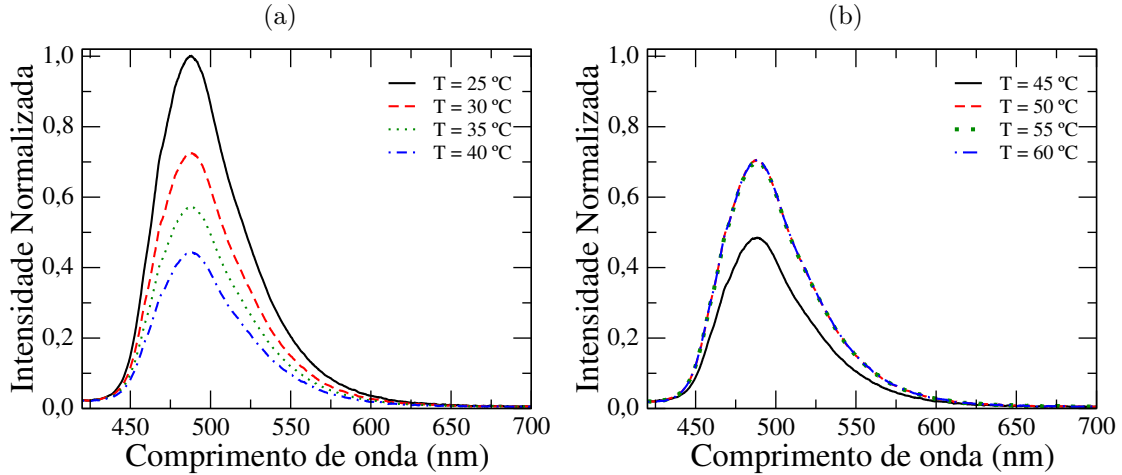 (a)
Intensidade Normalizada
1,0
0,8
0,6
0,4
0,2
0,0
T = 25 ºC
T = 30 ºC
T = 35 ºC
T = 40 ºC
450 500 550 600 650 700
Comprimento de onda (nm)
(b)
Intensidade Normalizada
1,0
0,8
0,6
0,4
0,2
0,0
T = 45 ºC
T = 50 ºC
T = 55 ºC
T = 60 ºC
450 500 550 600 650 700
Comprimento de onda (nm)